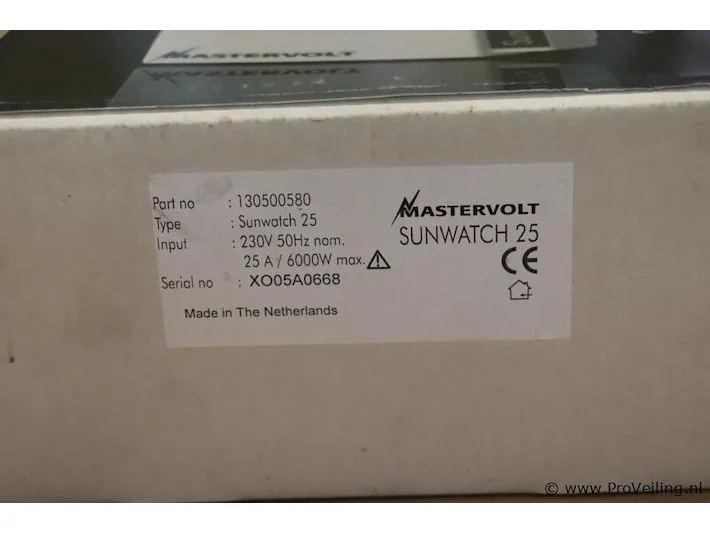 MASTERVOLT
MASTERVOLT
Part no : 130500580
Type : Sunwatch 25
Input : 230V 50Hz nom.
25 A / 6000W max.
Serial no : XO05A0668
Made in The Netherlands
MASTERVOLT
SUNWATCH 25
CE
© www.ProVeiling.nl